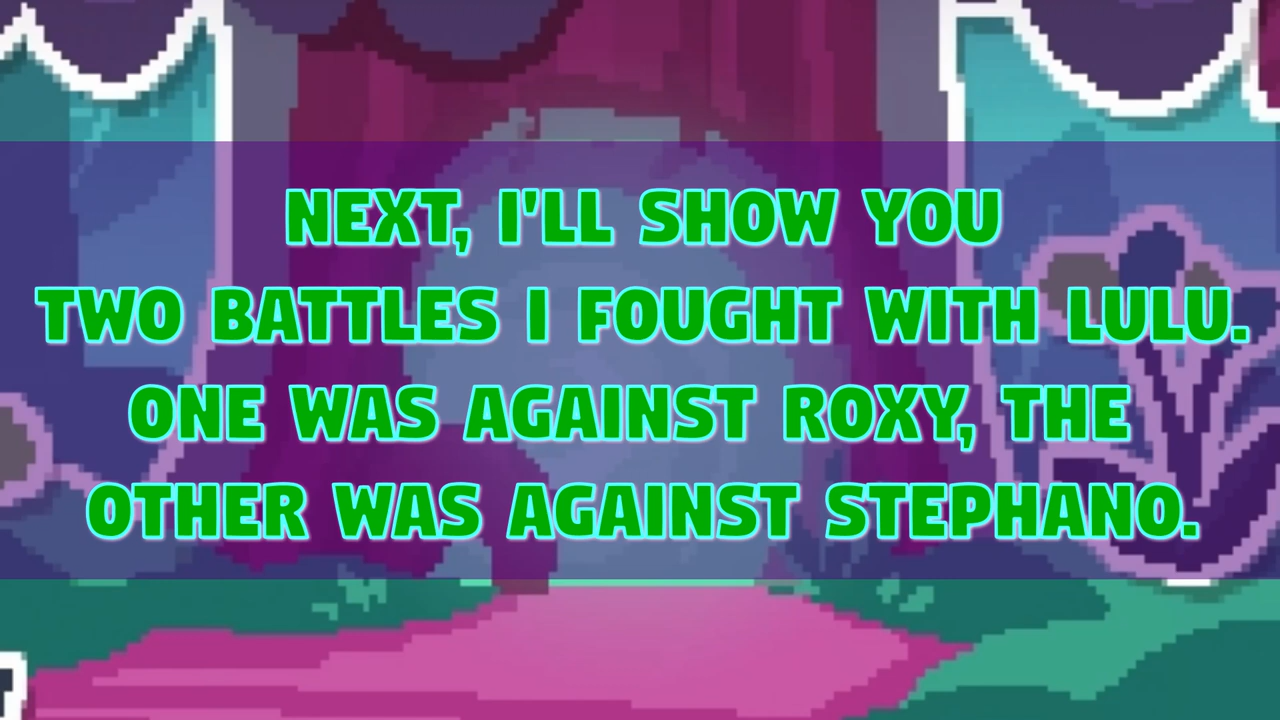 NEXT, I'LL SHOW YOU
TWO BATTLES I FOUGHT WITH LULU.
ONE WAS AGAINST ROXY, THE
OTHER WAS AGAINST STEPHANO.